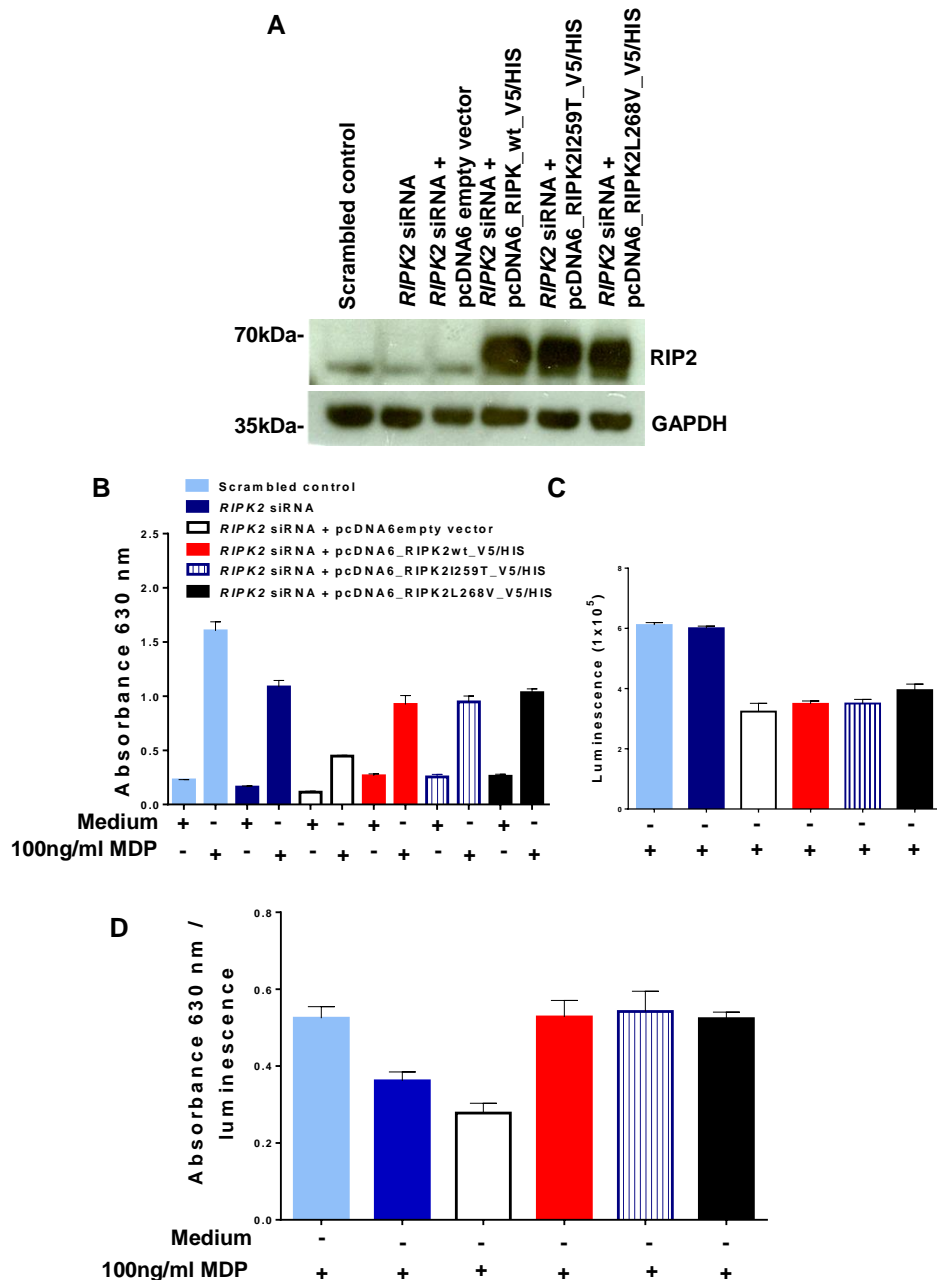 A
Scrambled control
RIPK2 siRNA
RIPK2 siRNA +
pcDNA6 empty vector
RIPK2 siRNA +
pcDNA6_RIPK_wt_V5/HIS
RIPK2 siRNA +
pcDNA6_RIPK2I259T_V5/HIS
RIPK2 siRNA +
pcDNA6_RIPK2L268V_V5/HIS
70kDa-
RIP2
35kDa-
GAPDH
B
Scrambled control
RIPK2 siRNA
RIPK2 siRNA + pcDNA6empty vector
RIPK2 siRNA + pcDNA6_RIPK2wt_V5/HIS
RIPK2 siRNA + pcDNA6_RIPK2I259T_V5/HIS
RIPK2 siRNA + pcDNA6_RIPK2L268V_V5/HIS
Absorbance 630 nm
2.5
2.0
1.5
1.0
0.5
0.0
Medium + - + - + - + - + - + -
100ng/ml MDP - + - + - + - + - + - +
C
Luminescence (1x10⁵)
8
6
4
2
0
- - - - - -
+ + + + + +
D
Absorbance 630 nm /
luminescence
0.8
0.6
0.4
0.2
0.0
Medium - - - - - -
100ng/ml MDP + + + + + +